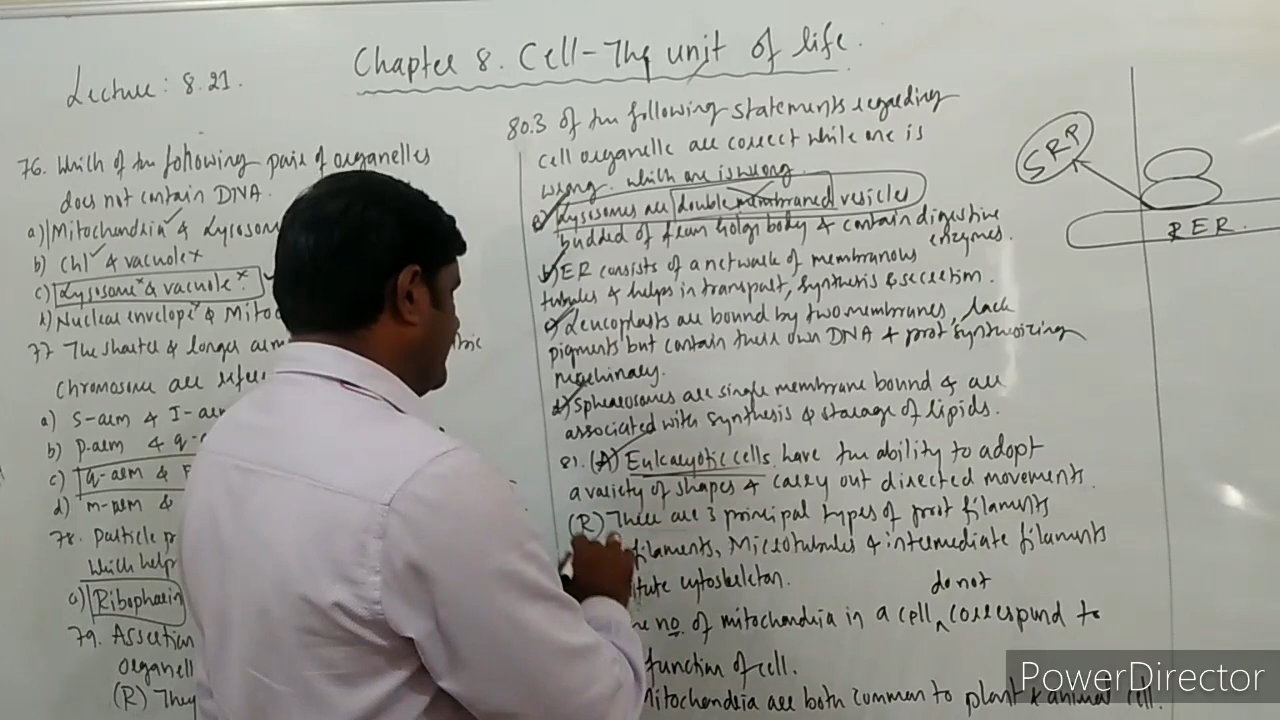 Lecture: 8.21.
Chapter 8. Cell-The unit of life.
76. Which of the following pair of organelles
does not contain DNA.
a) Mitochondria & Lysosom
b) Chl & vacuole x
c) Lysosome x & vacuole x.
d) Nuclear envelope & Mito
77 The shorter & longer arm tric
Chromosome are refer
a) S-arm & I-arm
b) p-arm & q-
c) q-arm & P
d) m-arm &
78. Particle pr
Which help
a) Ribophorin
79. Assertion
Organell
(R) They
80. 3 of the following statements regarding
cell organelle are correct while one is
wrong. which one is wrong.
a) Lysosomes are double membraned vesicles
budded of from Golgi body & contain digestive
enzymes.
b) ER consists of a network of membranous
tubules & helps in transport, synthesis & secretion.
c) Leucoplasts are bound by two membranes, lack
pigments but contain their own DNA & prot synthesizing
machinary.
d) Sphearosomes are single membrane bound & are
associated with synthesis & storage of lipids.
81. (A) Eulcaryotic cells have the ability to adopt
a variety of shapes & carry out directed movements.
(R) There are 3 principal types of prot filaments
filaments, Microtubules & intermediate filaments
tute cytoskeleton.
do not
no of mitochondria in a cell ^ correspond to
function of cell.
Mitochondria are both common to plant & animal cell.
SRP
RER.
PowerDirector